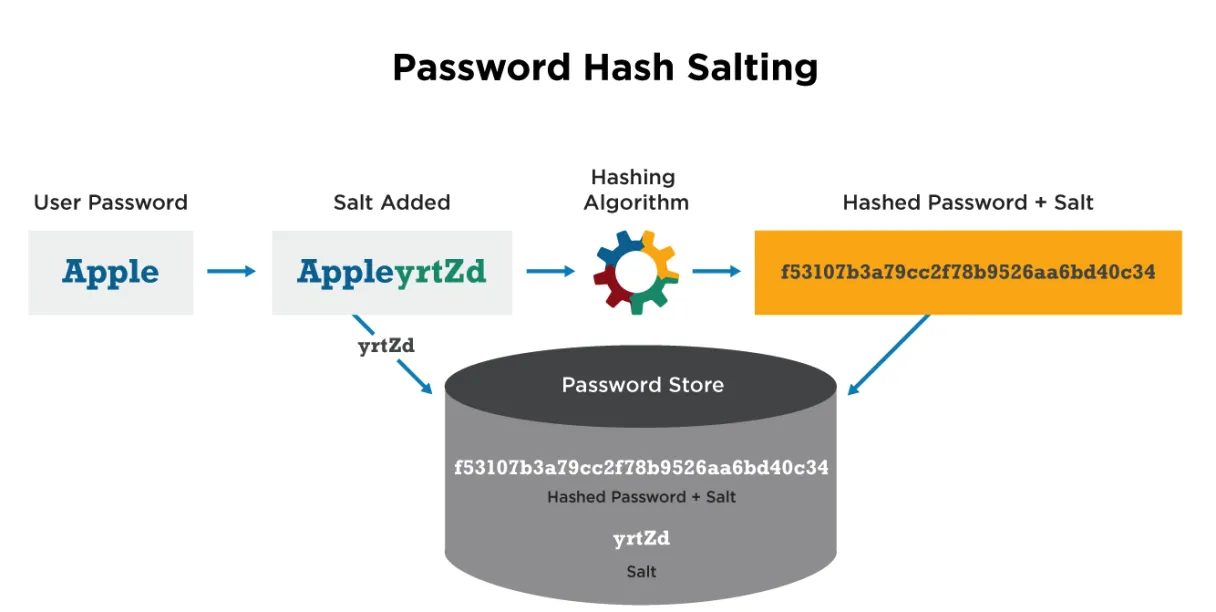 Password Hash Salting
User Password
Salt Added
Hashing
Algorithm
Hashed Password + Salt
Apple
AppleyrtZd
f53107b3a79cc2f78b9526aa6bd40c34
yrtZd
Password Store
f53107b3a79cc2f78b9526aa6bd40c34
Hashed Password + Salt
yrtZd
Salt